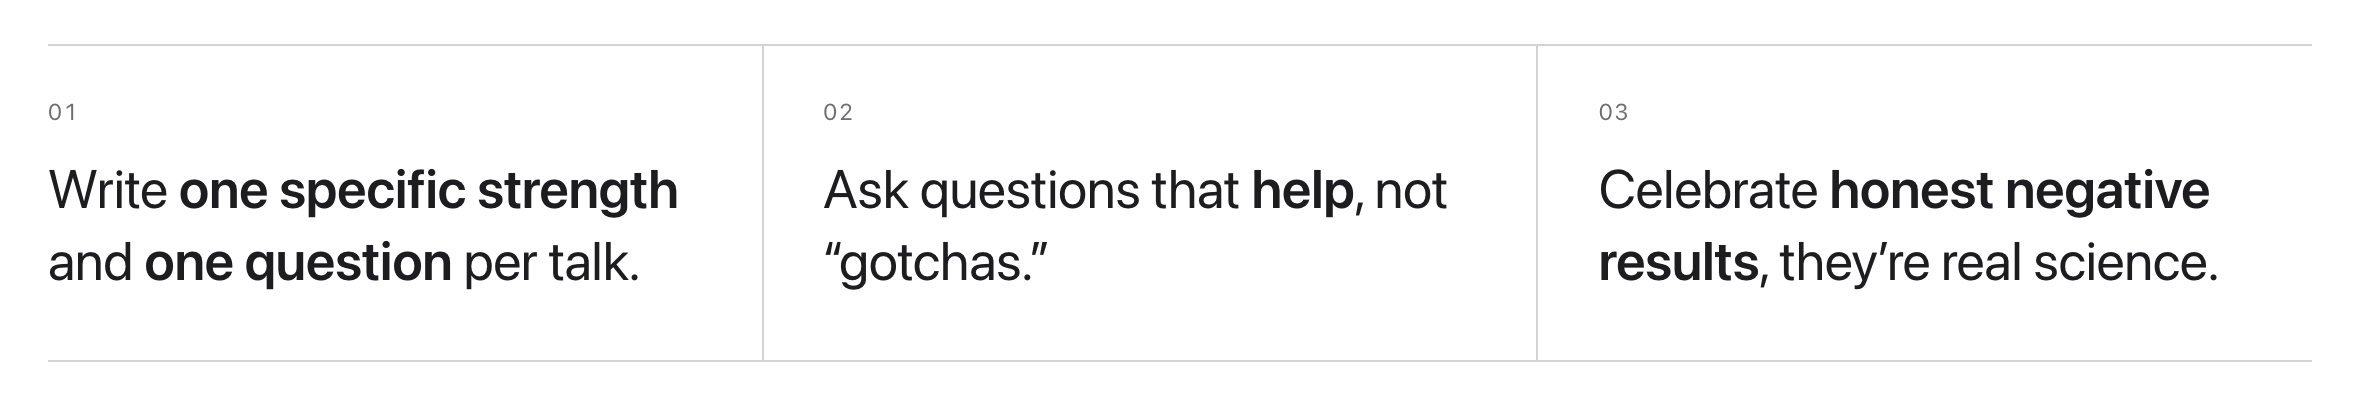 01
Write one specific strength
and one question per talk.
02
Ask questions that help, not
“gotchas.”
03
Celebrate honest negative
results, they’re real science.